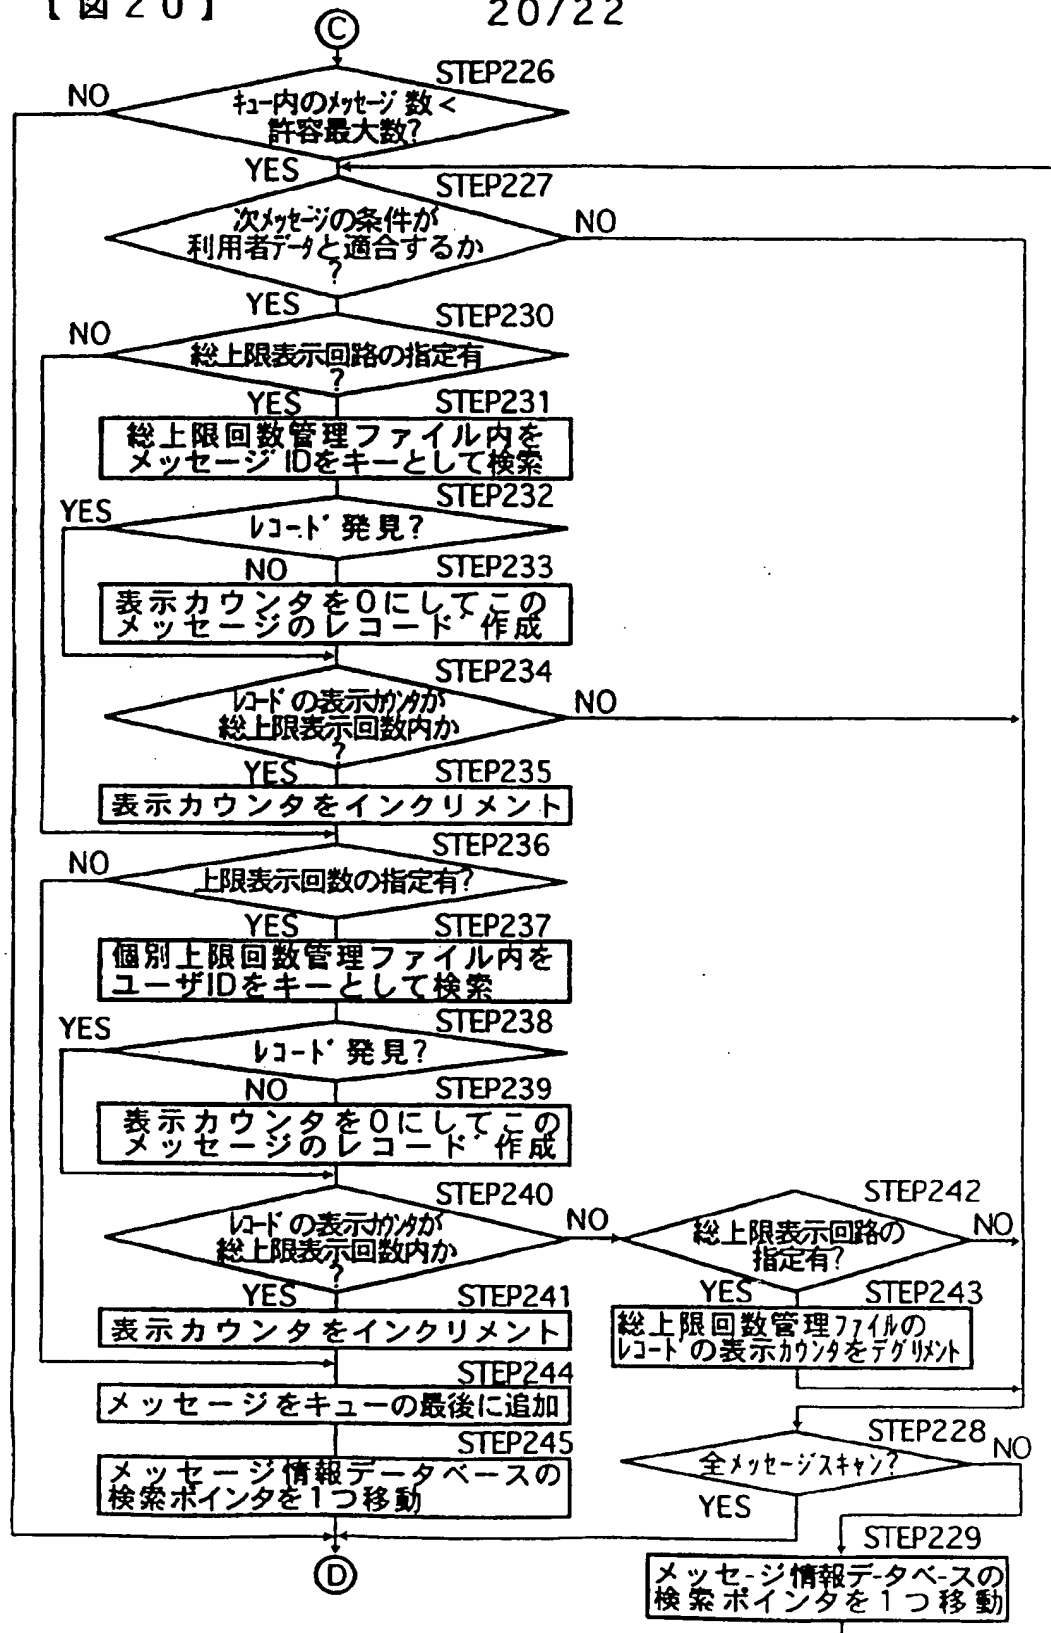 【図20】
20/22
C
STEP226
NO
キュー内のメッセージ数<
許容最大数?
YES
STEP227
次メッセージの条件が
利用者データと適合するか
?
NO
YES
STEP230
NO
総上限表示回路の指定有
?
YES
STEP231
総上限回数管理ファイル内を
メッセージIDをキーとして検索
STEP232
YES
レコード発見?
NO
STEP233
表示カウンタを0にしてこの
メッセージのレコード作成
STEP234
レコードの表示カウンタが
総上限表示回数内か
?
NO
YES
STEP235
表示カウンタをインクリメント
STEP236
NO
上限表示回数の指定有?
YES
STEP237
個別上限回数管理ファイル内を
ユーザIDをキーとして検索
STEP238
YES
レコード発見?
NO
STEP239
表示カウンタを0にしてこの
メッセージのレコード作成
STEP240
レコードの表示カウンタが
総上限表示回数内か
?
NO
STEP242
総上限表示回路の
指定有?
NO
YES
STEP241
表示カウンタをインクリメント
YES
STEP243
総上限回数管理ファイルの
レコードの表示カウンタをデグリメント
STEP244
メッセージをキューの最後に追加
STEP245
メッセージ情報データベースの
検索ポインタを1つ移動
STEP228
全メッセージスキャン?
NO
YES
D
STEP229
メッセージ情報データベースの
検索ポインタを1つ移動